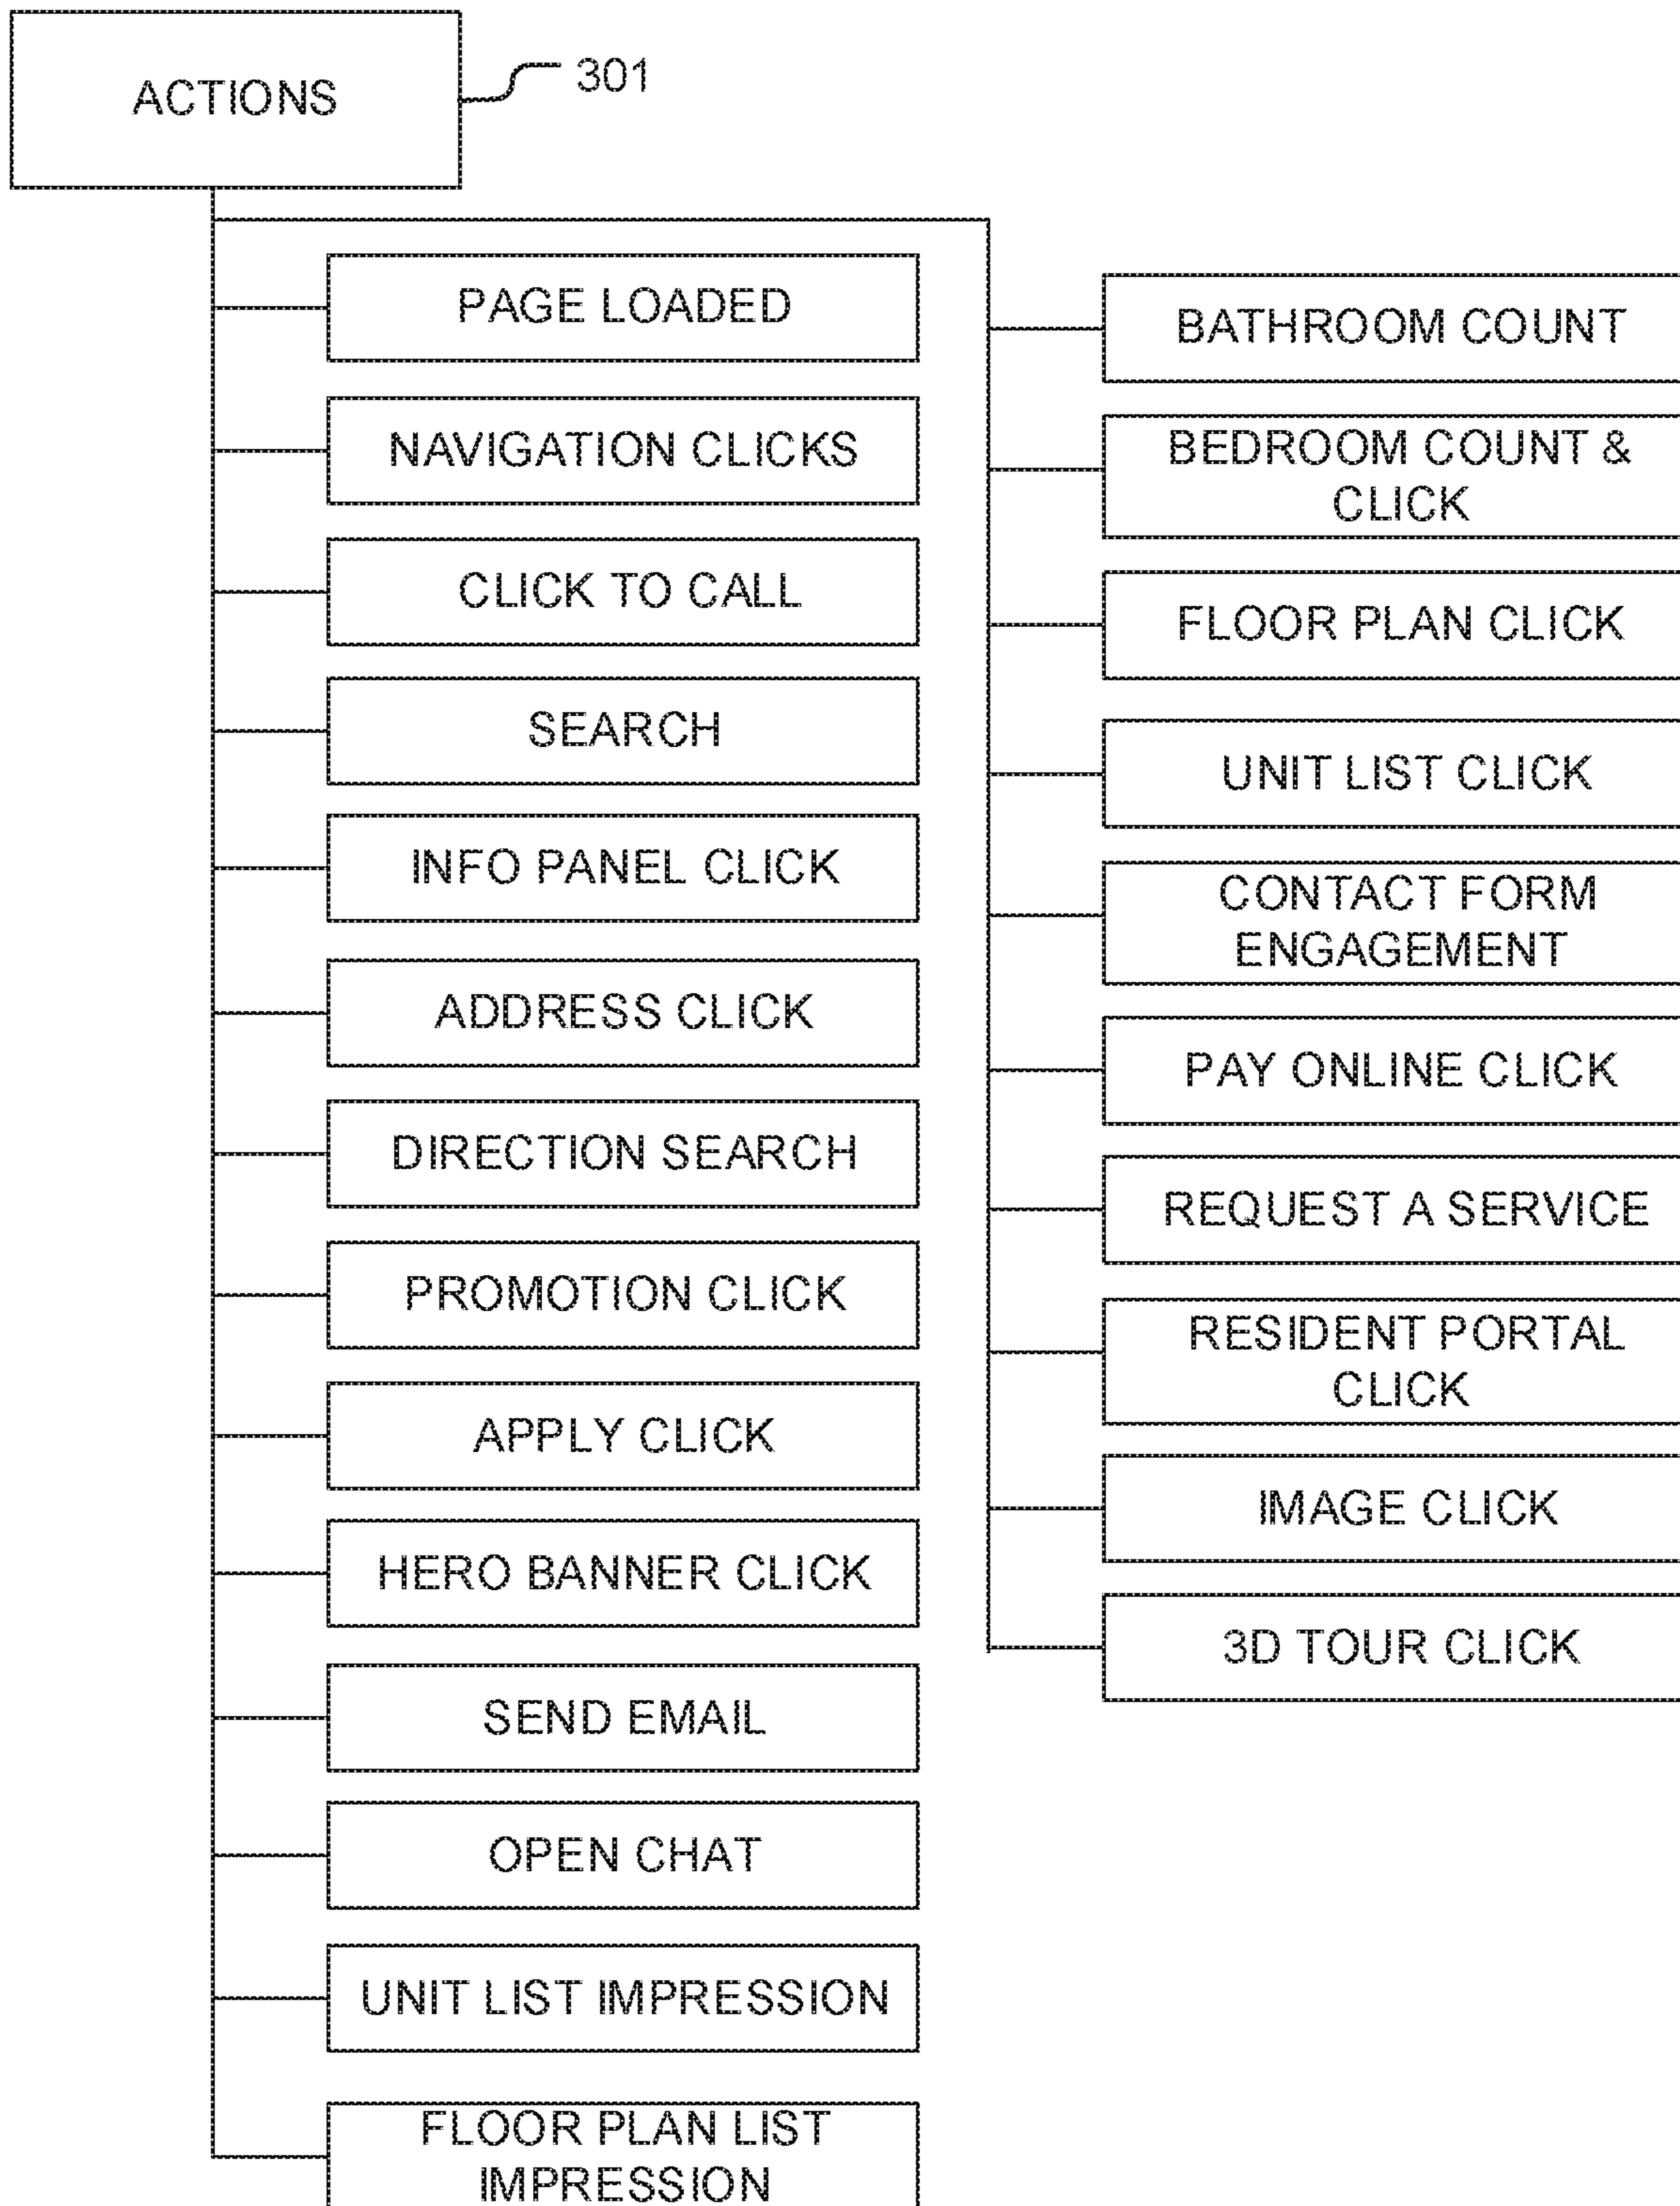 ACTIONS
301
PAGE LOADED
NAVIGATION CLICKS
CLICK TO CALL
SEARCH
INFO PANEL CLICK
ADDRESS CLICK
DIRECTION SEARCH
PROMOTION CLICK
APPLY CLICK
HERO BANNER CLICK
SEND EMAIL
OPEN CHAT
UNIT LIST IMPRESSION
FLOOR PLAN LIST
IMPRESSION
BATHROOM COUNT
BEDROOM COUNT &
CLICK
FLOOR PLAN CLICK
UNIT LIST CLICK
CONTACT FORM
ENGAGEMENT
PAY ONLINE CLICK
REQUEST A SERVICE
RESIDENT PORTAL
CLICK
IMAGE CLICK
3D TOUR CLICK